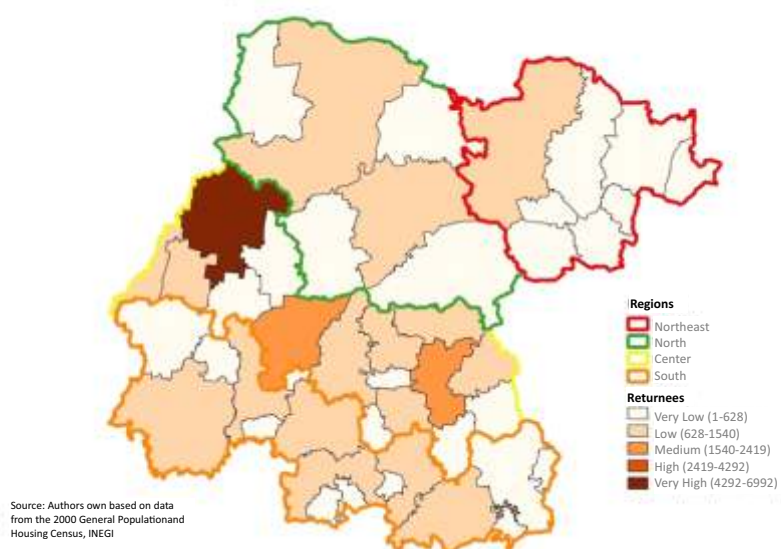 Regions
Northeast
North
Center
South
Returnees
Very Low (1-628)
Low (628-1540)
Medium (1540-2419)
High (2419-4292)
Very High (4292-6992)
Source: Authors own based on data
from the 2000 General Populationand
Housing Census, INEGI